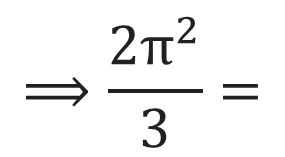 ⟹ 2π²/3 =